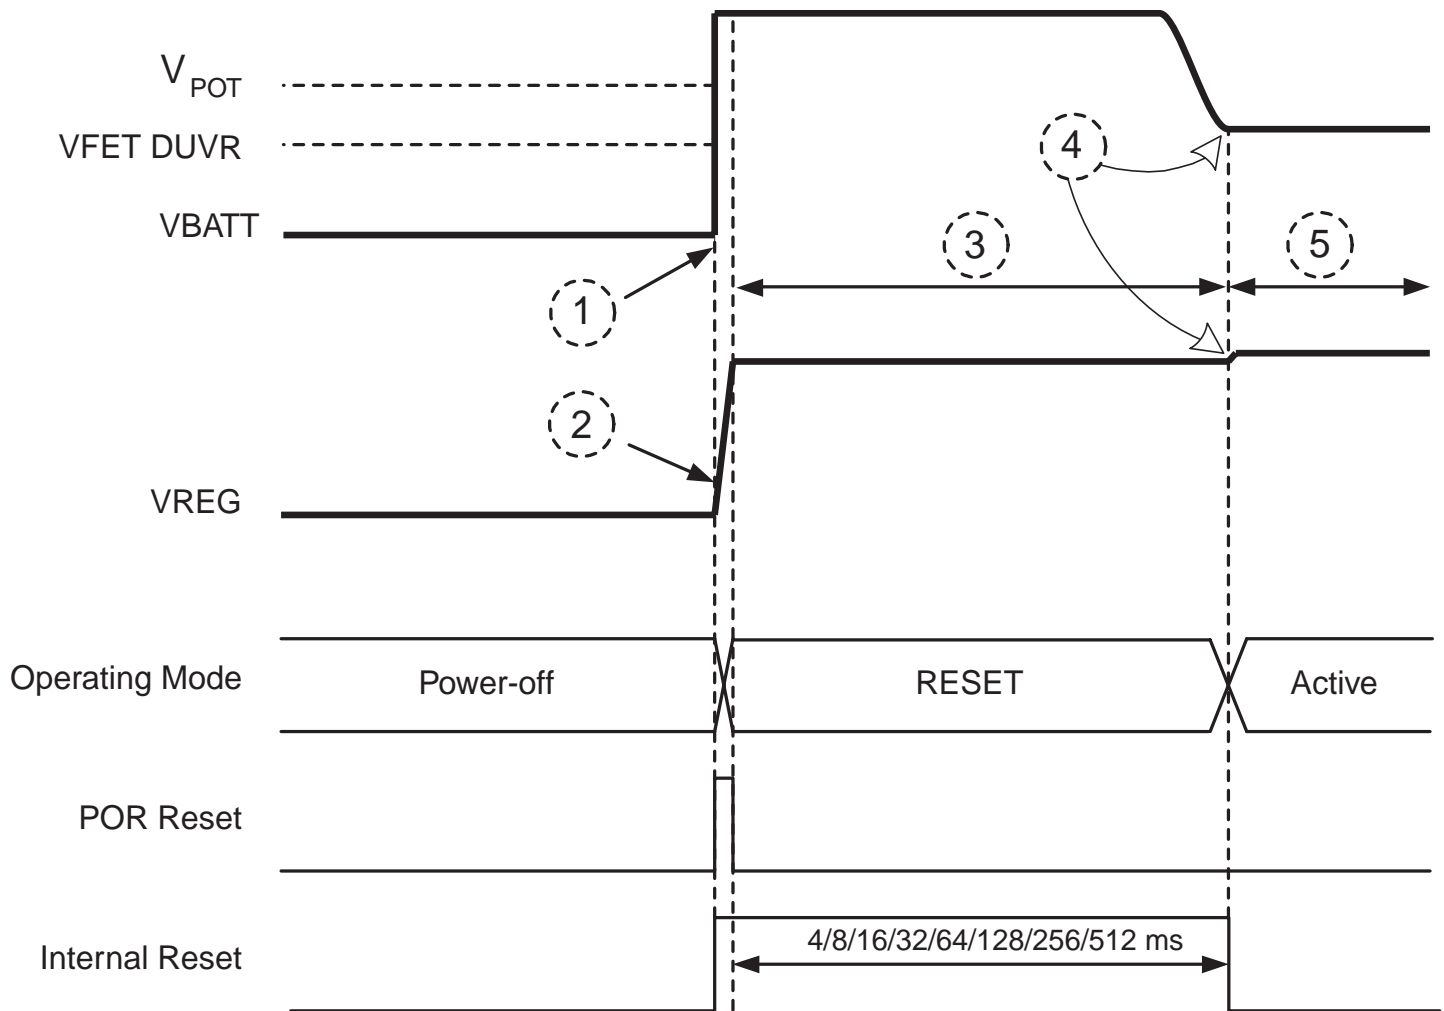 V POT
VFET DUVR
VBATT
1
2
3
4
5
VREG
Operating Mode
Power-off
RESET
Active
POR Reset
Internal Reset
4/8/16/32/64/128/256/512 ms